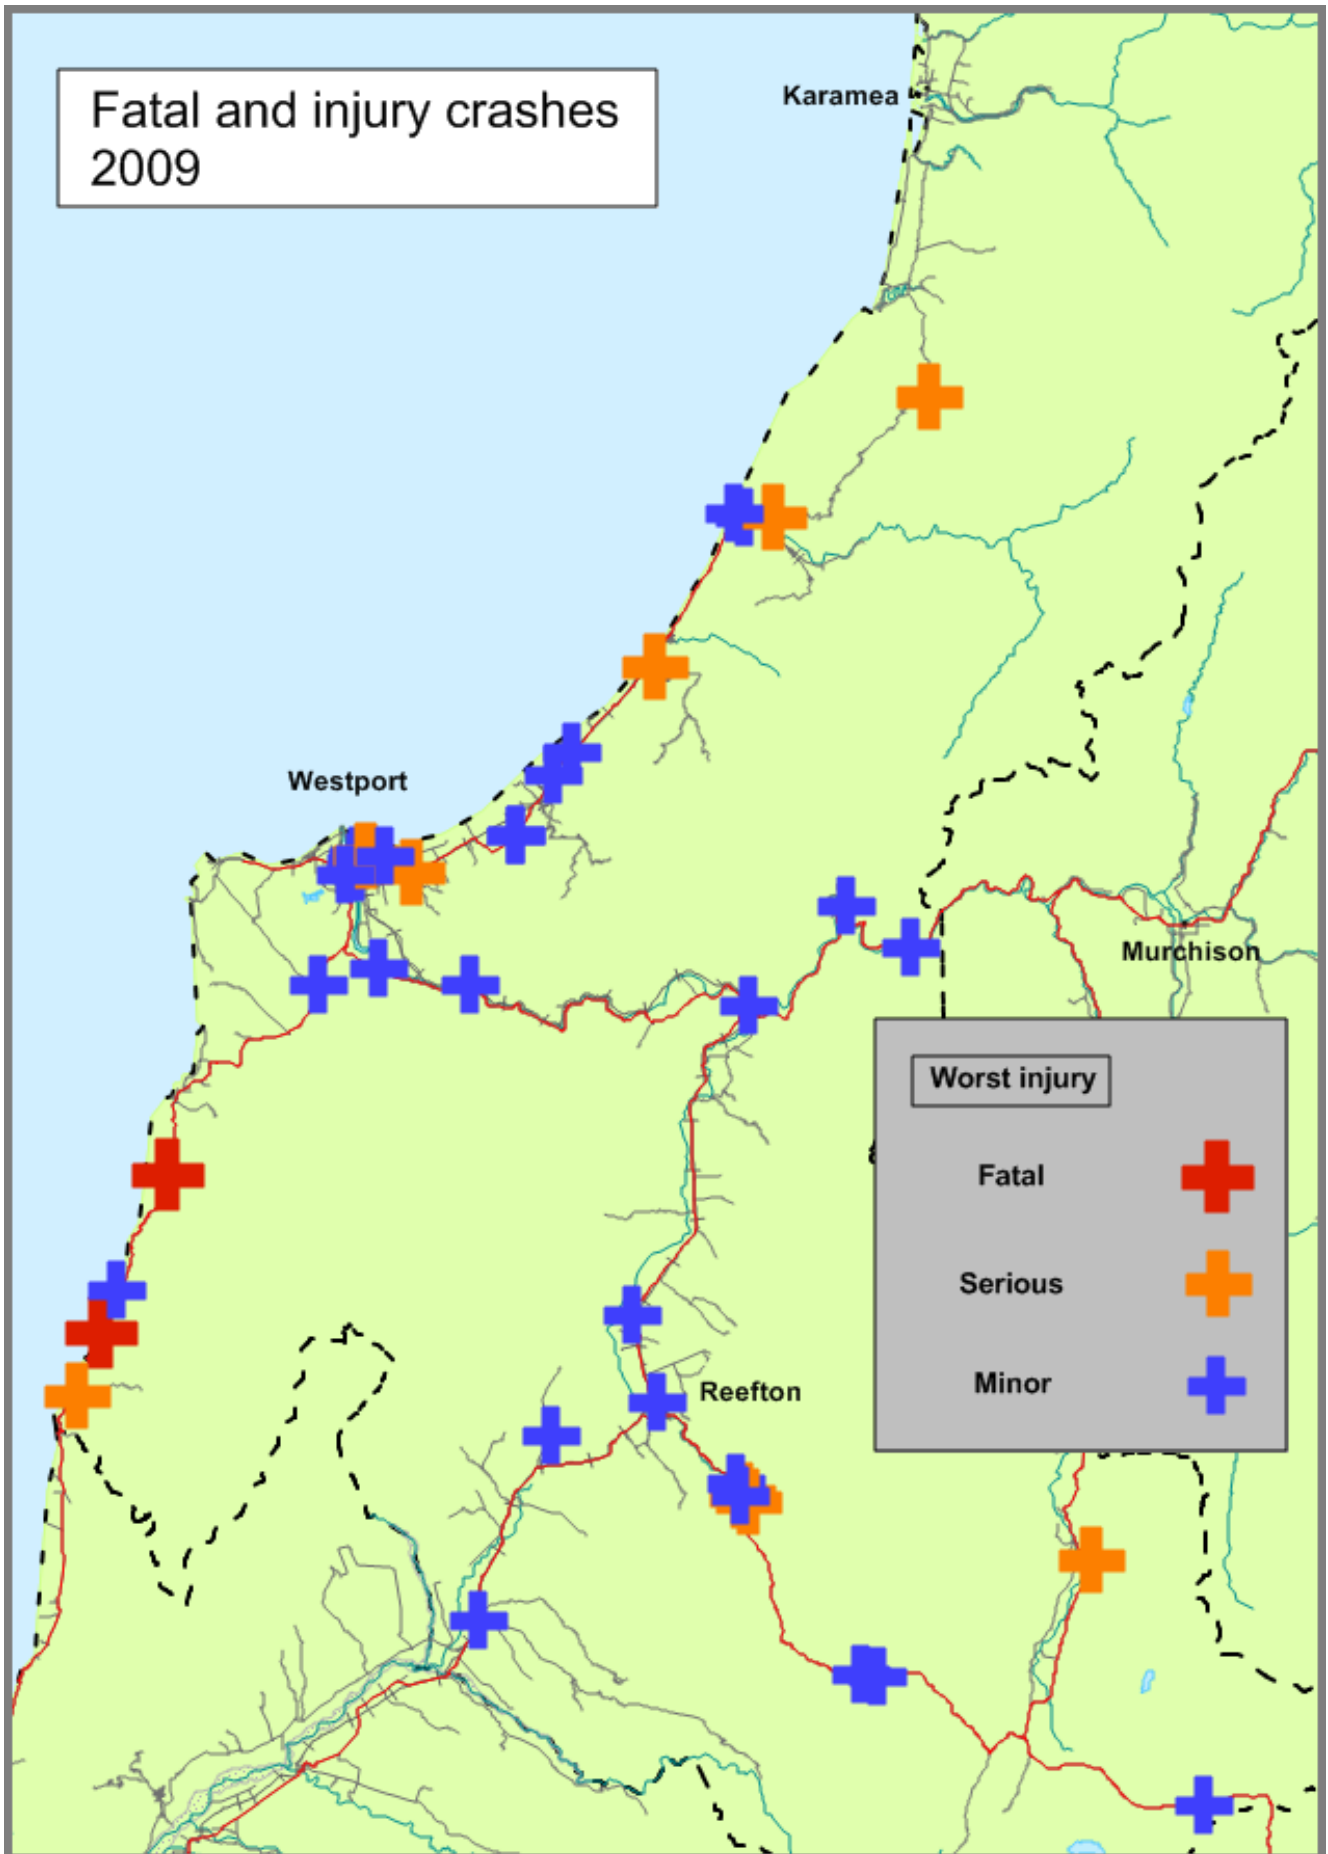 Fatal and injury crashes
2009
Karamea
Westport
Murchison
Worst injury
Fatal
Serious
Minor
Reefton